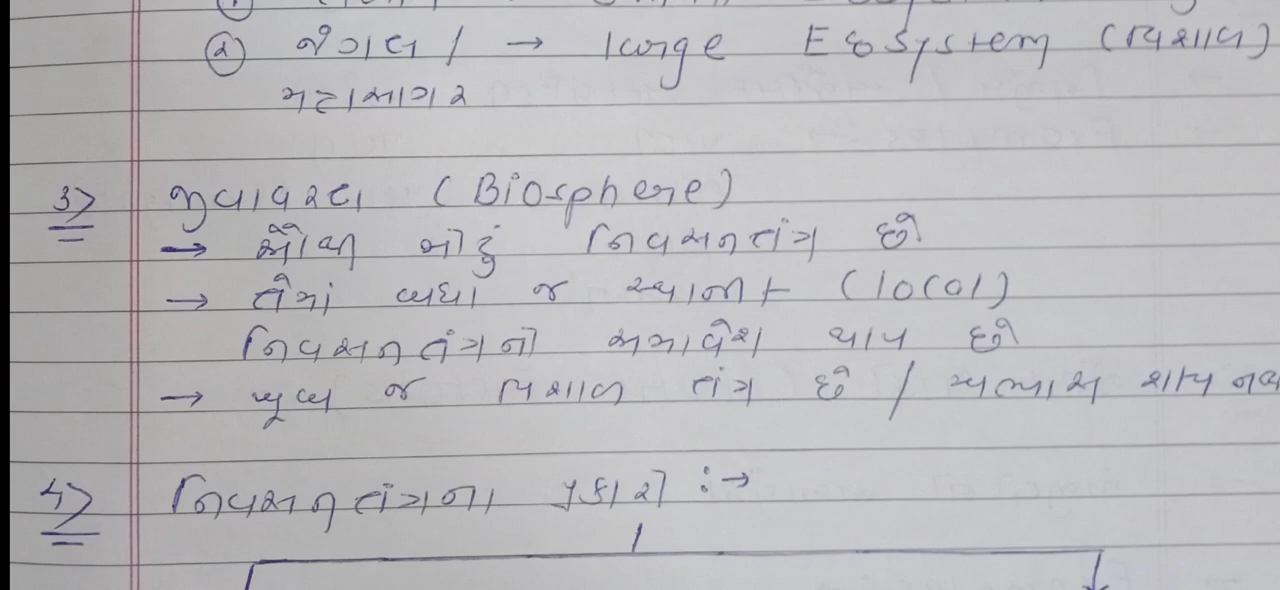 ② જંગલ / → large Ecosystem (વિશાળ)
મહાસાગર
3> જીવાવરણ (Biosphere)
→ સૌથી મોટું નિવસનતંત્ર છે
→ તેમાં બધા જ સ્થાનિક (local)
નિવસનતંત્રનો સમાવેશ થાય છે
→ ખુબ જ વિશાળ તંત્ર છે / અભ્યાસ શક્ય નથી
4> નિવસનતંત્રના પ્રકારો :→